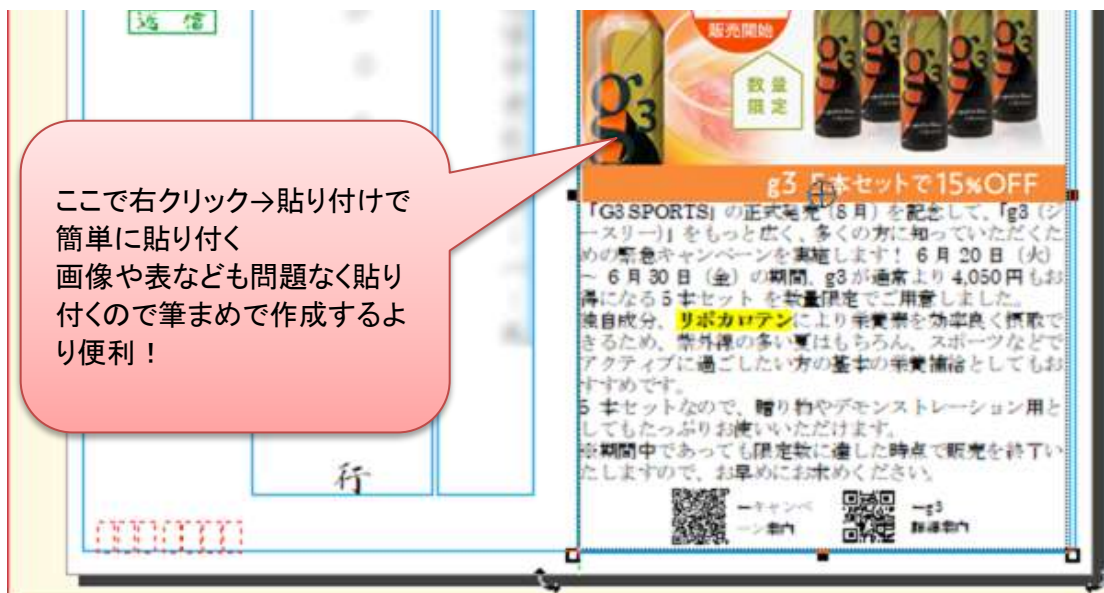 返信
販売開始
数量
限定
g3
g3 5本セットで15%OFF
ここで右クリック→貼り付けで
簡単に貼り付く
画像や表なども問題なく貼り
付くので筆まめで作成するよ
り便利！
「G3 SPORTS」の正式発売（8月）を記念して、「g3（ジ
ースリー）」をもっと広く、多くの方に知っていただくた
めの緊急キャンペーンを実施します！ 6月20日（火）
～ 6月30日（金）の期間、g3が通常より4,050円もお
得になる5本セット を数量限定でご用意しました。
独自成分、リポカロテンにより栄養素を効率良く摂取で
きるため、紫外線の多い夏はもちろん、スポーツなどで
アクティブに過ごしたい方の基本の栄養補給としてもお
すすめです。
5 本セットなので、贈り物やデモンストレーション用と
してもたっぷりお使いいただけます。
※期間中であっても限定数に達した時点で販売を終了い
たしますので、お早めにお求めください。
←キャンペ
ーン案内
←g3
詳細案内
行